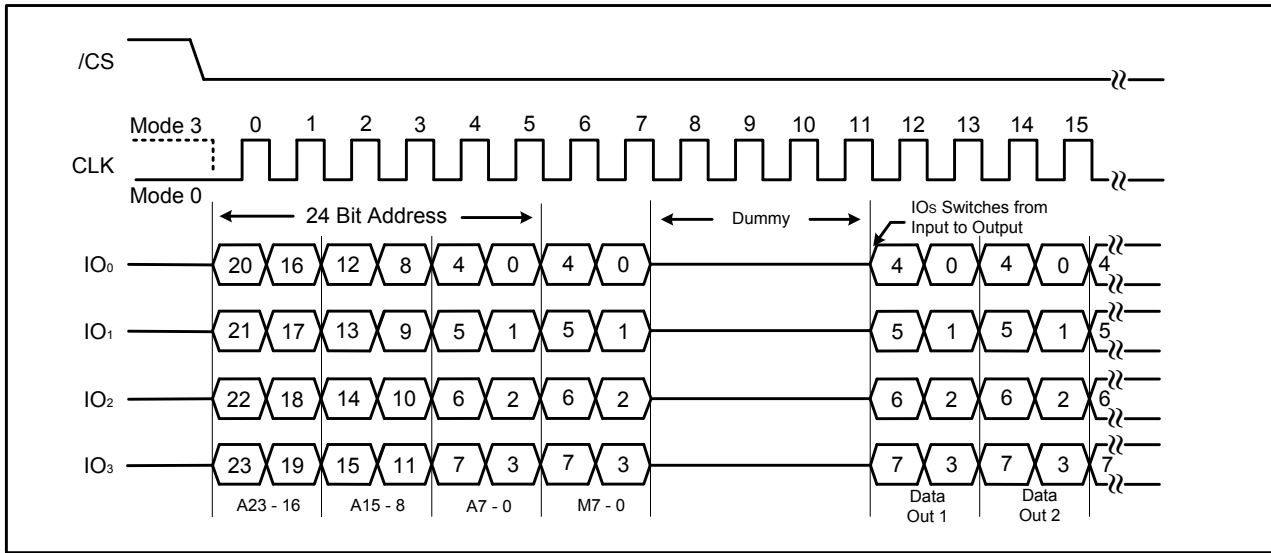 /CS
Mode 3 0 1 2 3 4 5 6 7 8 9 10 11 12 13 14 15
CLK
Mode 0
24 Bit Address
Dummy
IOs Switches from
Input to Output
IO0 20 16 12 8 4 0 4 0 4 0 4 0 4
IO1 21 17 13 9 5 1 5 1 5 1 5 1 5
IO2 22 18 14 10 6 2 6 2 6 2 6 2 6
IO3 23 19 15 11 7 3 7 3 7 3 7 3 7
A23 - 16 A15 - 8 A7 - 0 M7 - 0
Data
Out 1
Data
Out 2